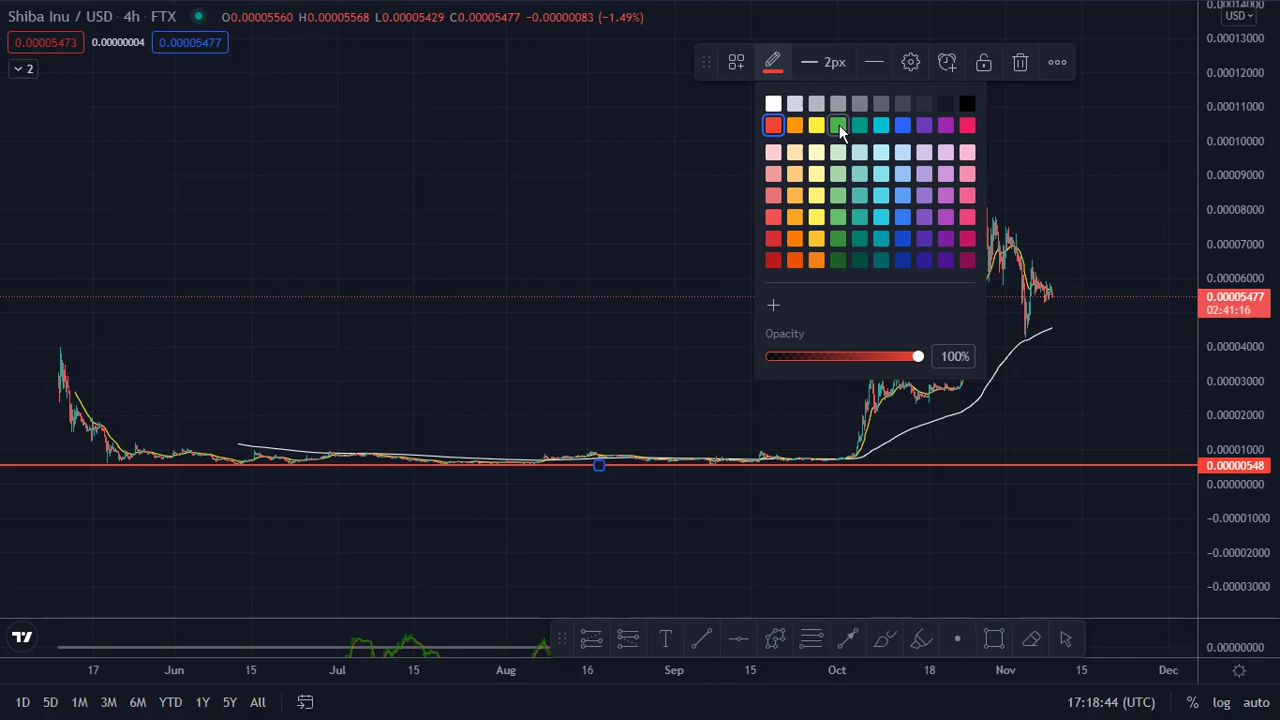 Shiba Inu / USD 4h FTX O0.00005560 H0.00005568 L0.00005429 C0.00005477 −0.00000083 (−1.49%)
0.00005473 0.00000004 0.00005477
2
USD
2px
0.00013000
0.00012000
0.00011000
0.00010000
0.00009000
0.00008000
0.00007000
0.00006000
0.00005477
02:41:16
0.00004000
0.00003000
0.00002000
0.00001000
0.00000548
0.00000000
−0.00001000
−0.00002000
−0.00003000
0.00000000
Opacity
100%
T
17 Jun 15 Jul 15 Aug 16 Sep 15 Oct 18 Nov 15 Dec
1D 5D 1M 3M 6M YTD 1Y 5Y All 17:18:44 (UTC) % log auto